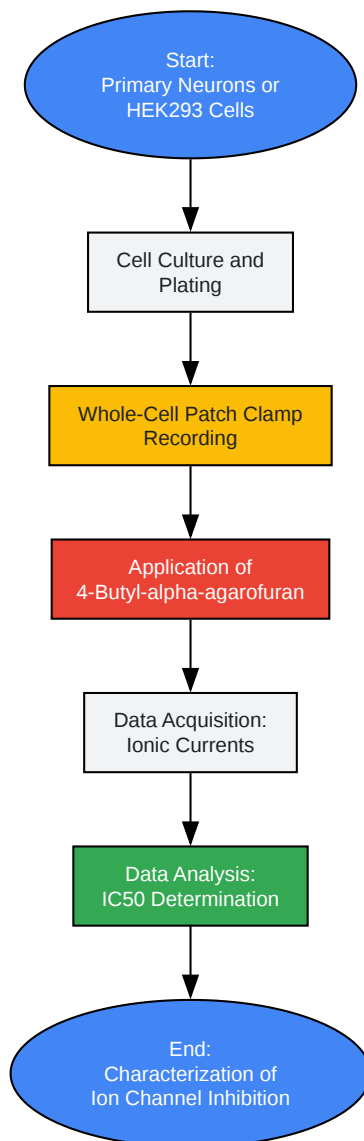 Start:
Primary Neurons or
HEK293 Cells
Cell Culture and
Plating
Whole-Cell Patch Clamp
Recording
Application of
4-Butyl-alpha-agarofuran
Data Acquisition:
Ionic Currents
Data Analysis:
IC50 Determination
End:
Characterization of
Ion Channel Inhibition